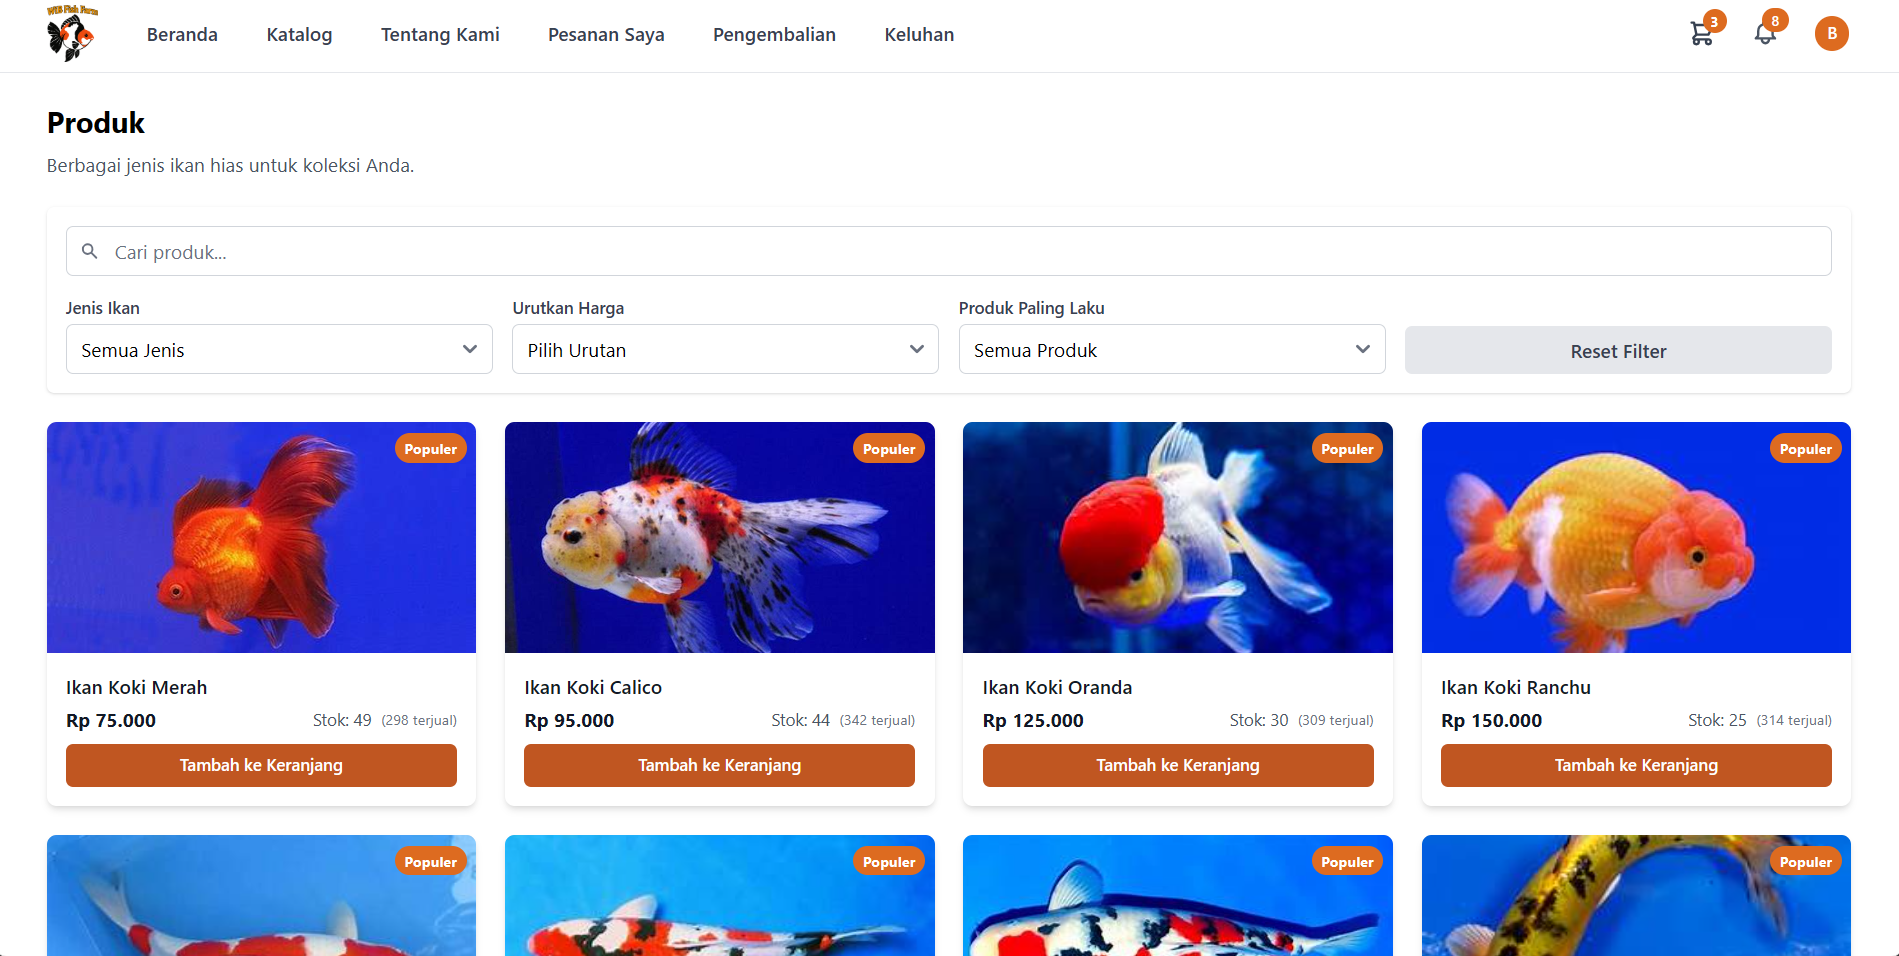 WB Fish Farm
Beranda
Katalog
Tentang Kami
Pesanan Saya
Pengembalian
Keluhan
3
8
B
Produk
Berbagai jenis ikan hias untuk koleksi Anda.
Cari produk...
Jenis Ikan
Urutkan Harga
Produk Paling Laku
Semua Jenis
Pilih Urutan
Semua Produk
Reset Filter
Populer
Populer
Populer
Populer
Ikan Koki Merah
Rp 75.000
Stok: 49 (298 terjual)
Tambah ke Keranjang
Ikan Koki Calico
Rp 95.000
Stok: 44 (342 terjual)
Tambah ke Keranjang
Ikan Koki Oranda
Rp 125.000
Stok: 30 (309 terjual)
Tambah ke Keranjang
Ikan Koki Ranchu
Rp 150.000
Stok: 25 (314 terjual)
Tambah ke Keranjang
Populer
Populer
Populer
Populer